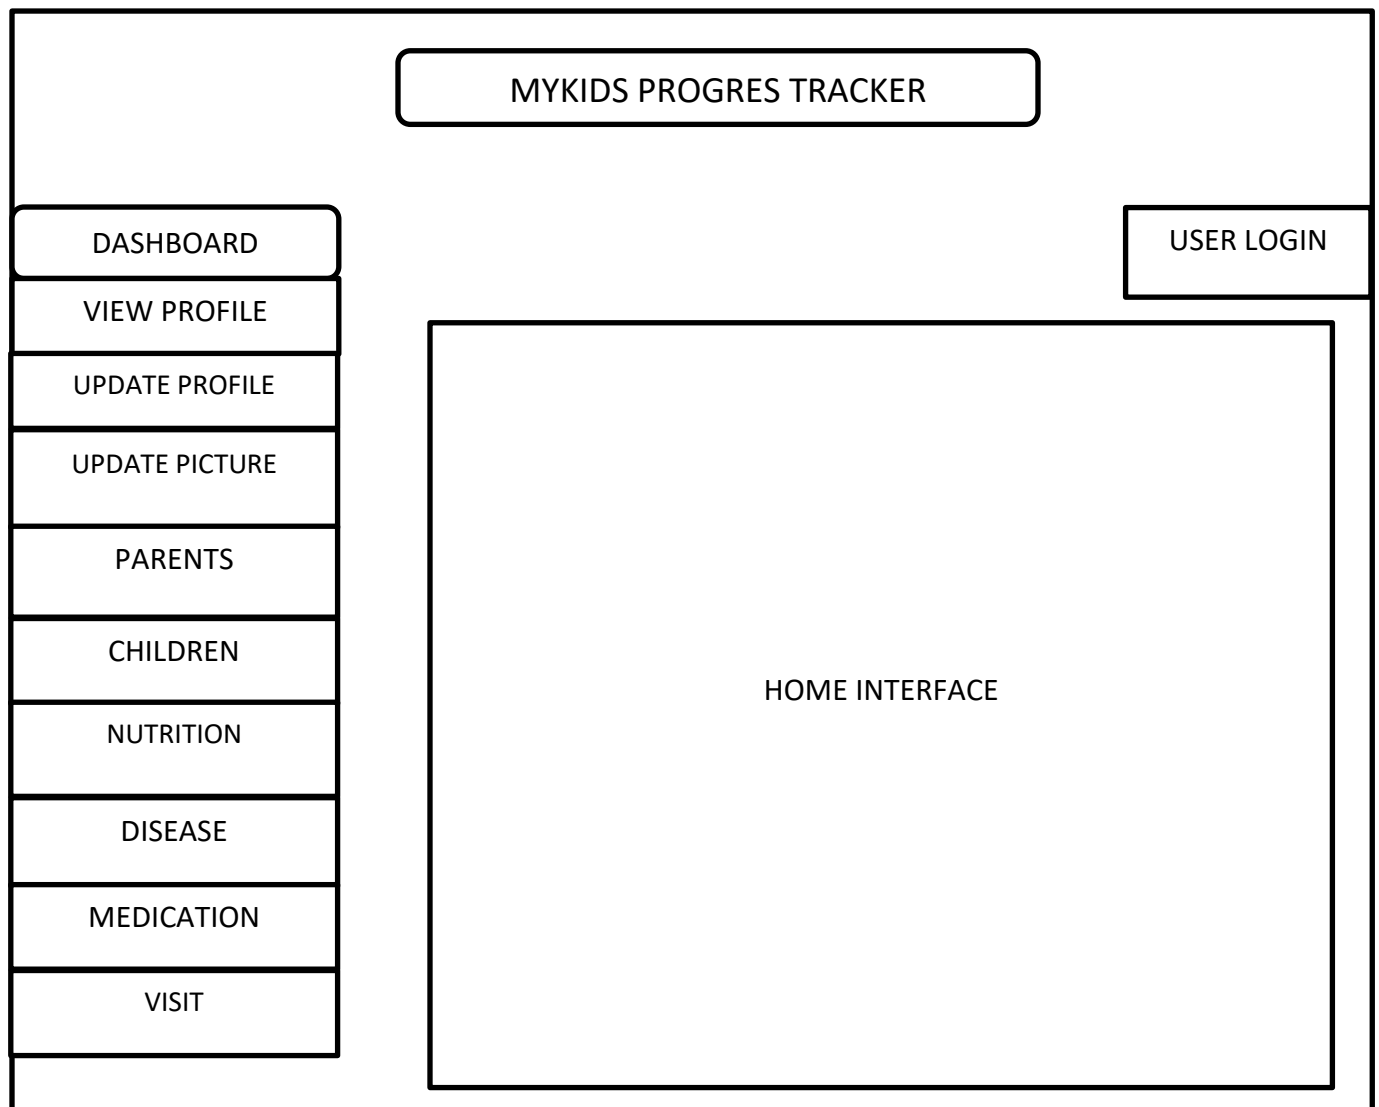 MYKIDS PROGRES TRACKER
DASHBOARD
USER LOGIN
VIEW PROFILE
UPDATE PROFILE
UPDATE PICTURE
PARENTS
CHILDREN
NUTRITION
DISEASE
MEDICATION
VISIT
HOME INTERFACE